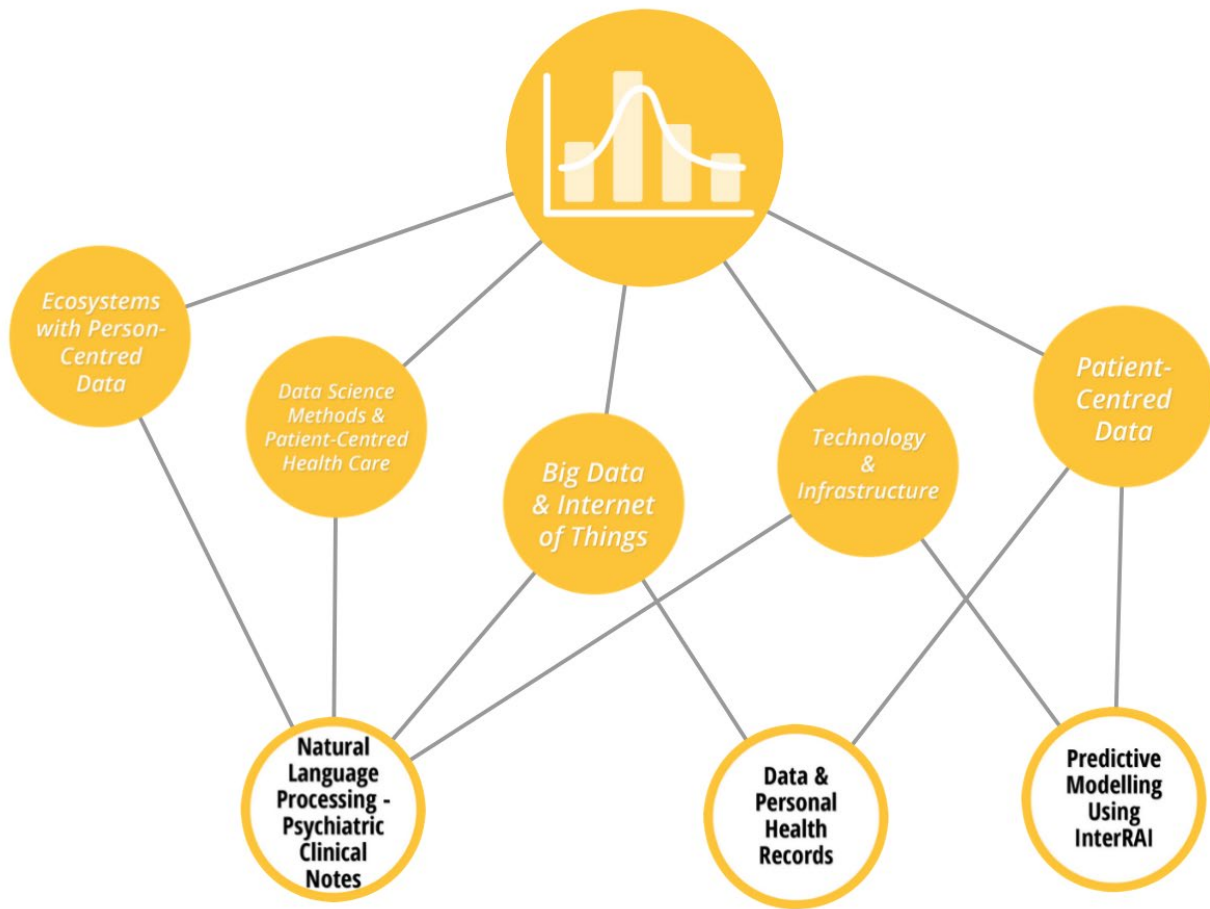 Ecosystems
with Person-
Centred
Data
Data Science
Methods &
Patient-Centred
Health Care
Big Data
& Internet
of Things
Technology
&
Infrastructure
Patient-
Centred
Data
Natural
Language
Processing -
Psychiatric
Clinical
Notes
Data &
Personal
Health
Records
Predictive
Modelling
Using
InterRAI